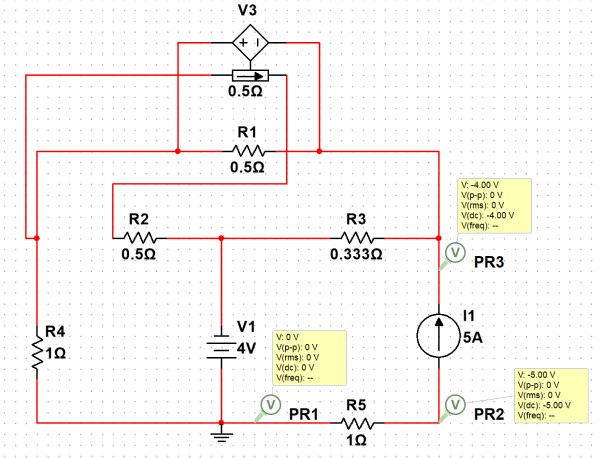 V3
+ −
0.5Ω
R1
0.5Ω
R2
0.5Ω
R3
0.333Ω
V: -4.00 V
V(p-p): 0 V
V(rms): 0 V
V(dc): -4.00 V
V(freq): --
V
PR3
I1
5A
R4
1Ω
V1
4V
V: 0 V
V(p-p): 0 V
V(rms): 0 V
V(dc): 0 V
V(freq): --
V
PR1
R5
1Ω
V: -5.00 V
V(p-p): 0 V
V(rms): 0 V
V(dc): -5.00 V
V(freq): --
V
PR2